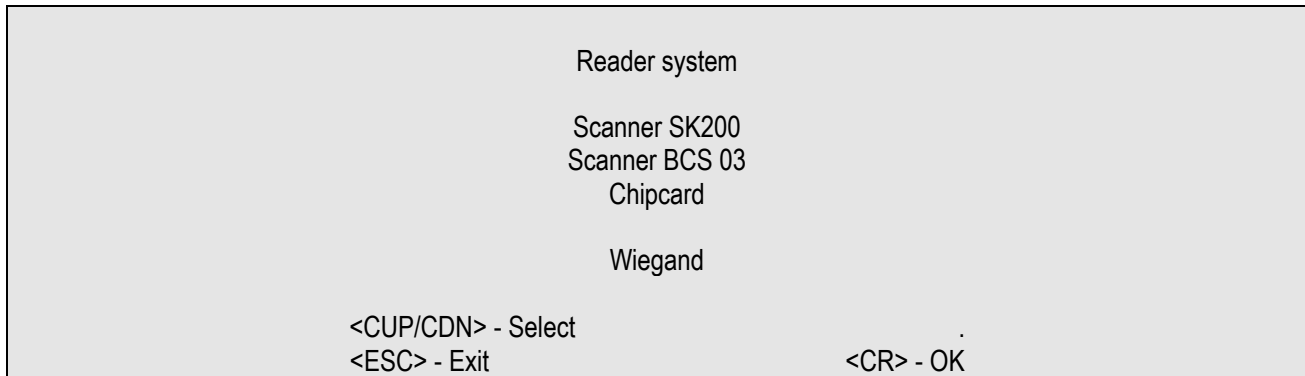 Reader system
Scanner SK200
Scanner BCS 03
Chipcard
Wiegand
<CUP/CDN> - Select .
<ESC> - Exit <CR> - OK